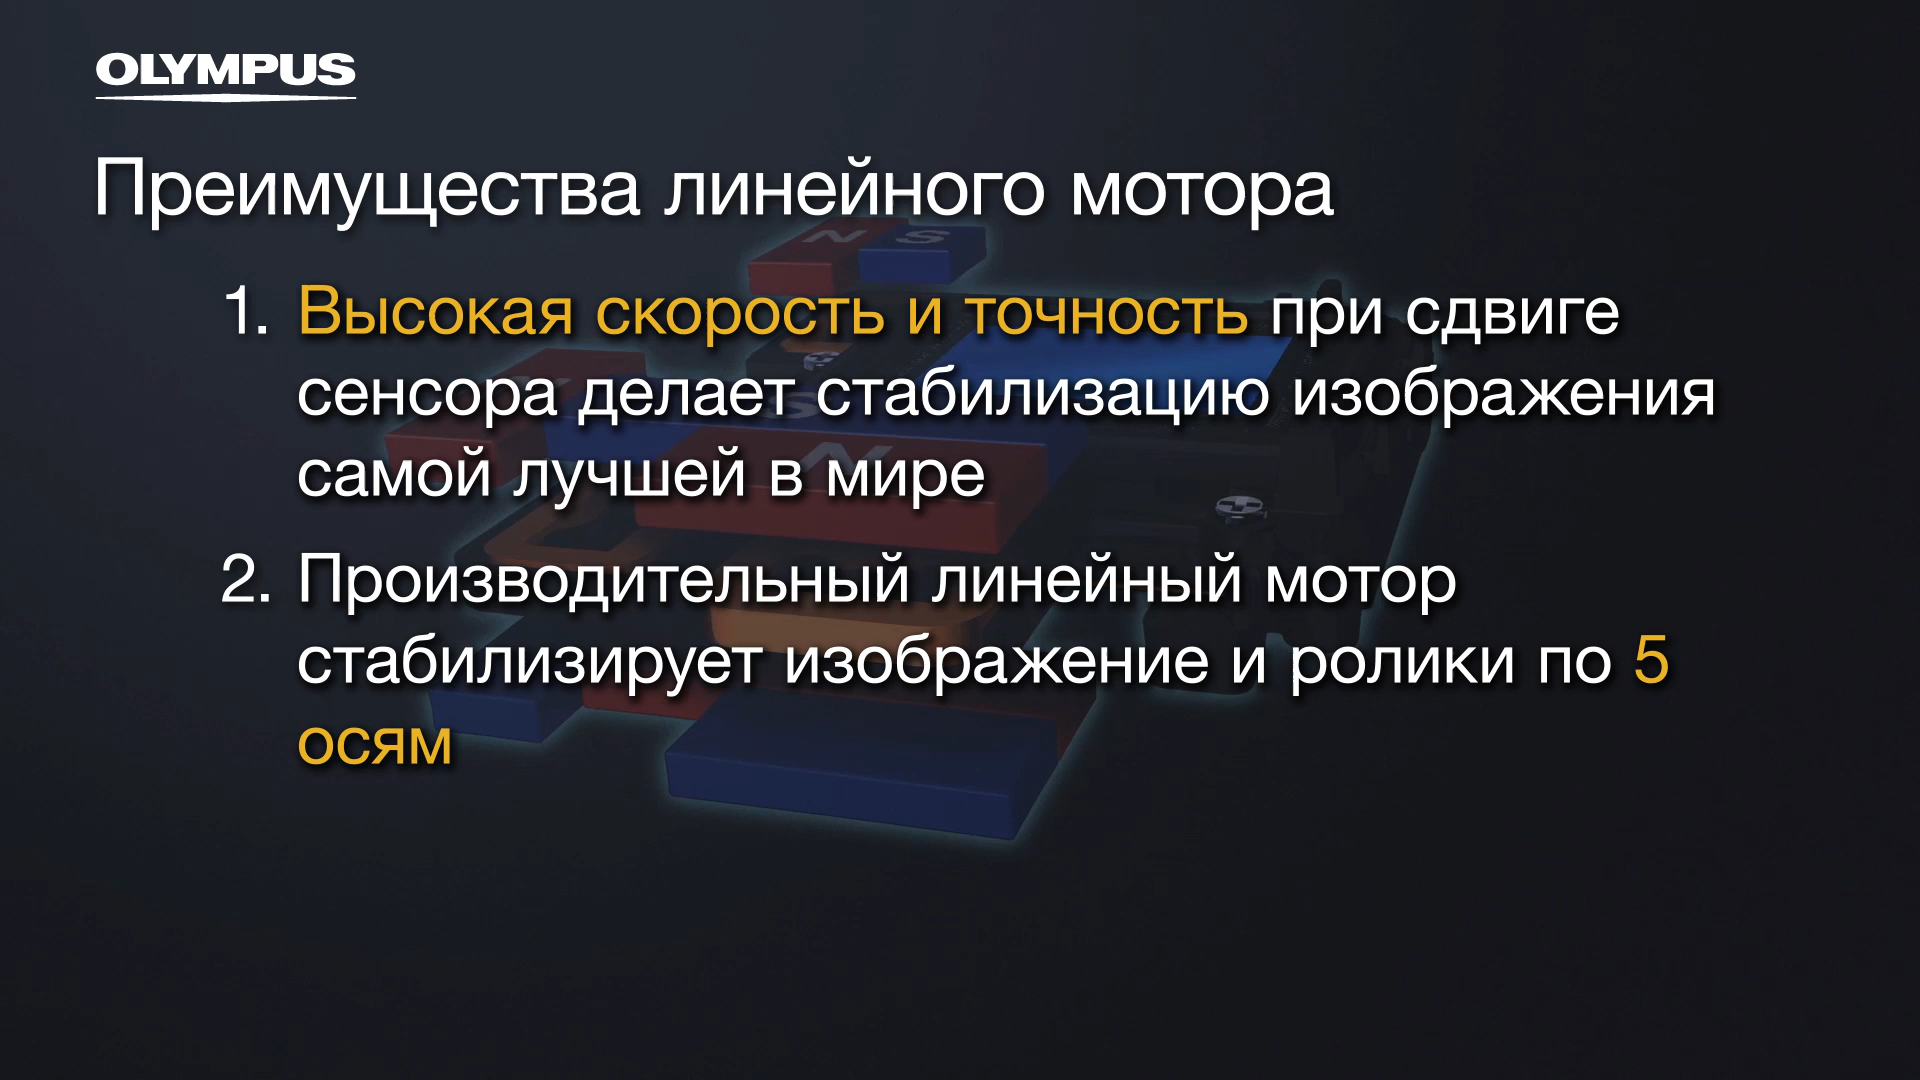 OLYMPUS
Преимущества линейного мотора
N S
1. Высокая скорость и точность при сдвиге
сенсора делает стабилизацию изображения
S
N
самой лучшей в мире
2. Производительный линейный мотор
стабилизирует изображение и ролики по 5
осям